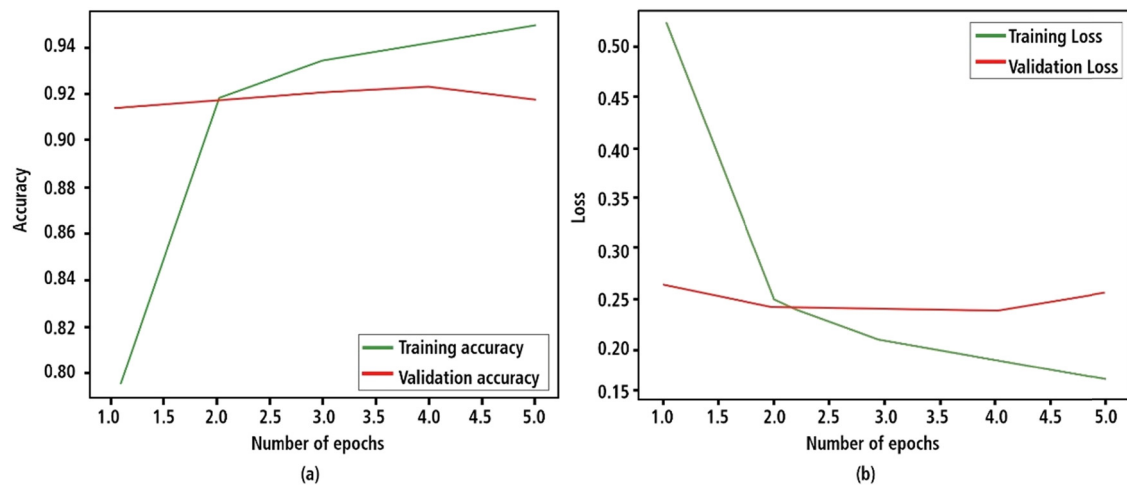 0.94
0.92
0.90
0.88
0.86
0.84
0.82
0.80
Accuracy
Training accuracy
Validation accuracy
1.0 1.5 2.0 2.5 3.0 3.5 4.0 4.5 5.0
Number of epochs
(a)
0.50
0.45
0.40
0.35
0.30
0.25
0.20
0.15
Loss
Training Loss
Validation Loss
1.0 1.5 2.0 2.5 3.0 3.5 4.0 4.5 5.0
Number of epochs
(b)